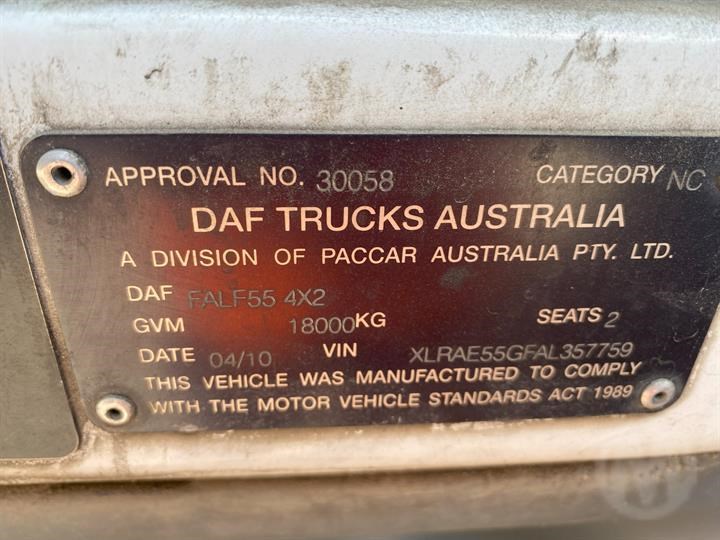 APPROVAL NO. 30058 CATEGORY NC
DAF TRUCKS AUSTRALIA
A DIVISION OF PACCAR AUSTRALIA PTY. LTD.
DAF FALF55 4X2
GVM 18000KG SEATS 2
DATE 04/10 VIN XLRAE55GFAL357759
THIS VEHICLE WAS MANUFACTURED TO COMPLY
WITH THE MOTOR VEHICLE STANDARDS ACT 1989